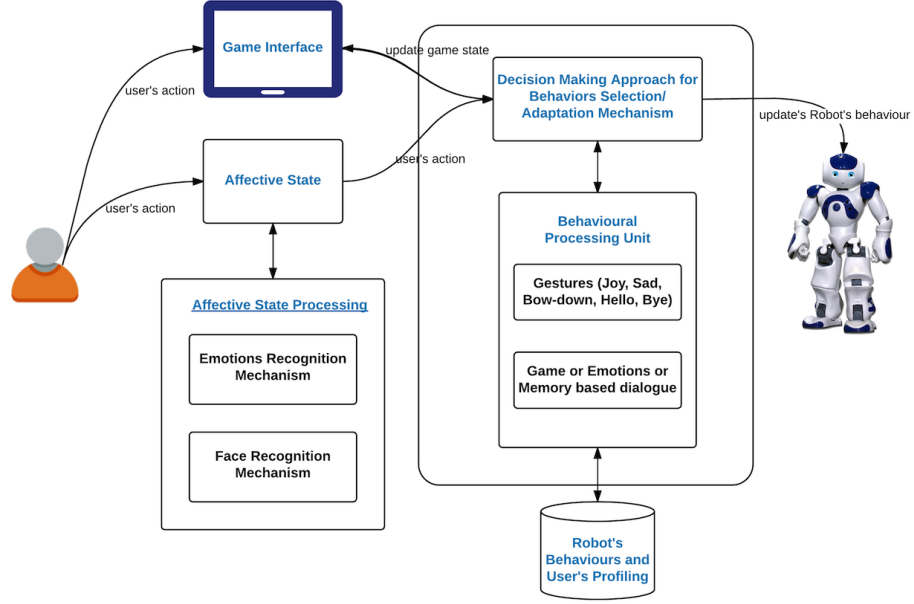 Game Interface
update game state
user's action
Decision Making Approach for
Behaviors Selection/
Adaptation Mechanism
update's Robot's behaviour
Affective State
user's action
user's action
Behavioural
Processing Unit
Gestures (Joy, Sad,
Bow-down, Hello, Bye)
Game or Emotions or
Memory based dialogue
Affective State Processing
Emotions Recognition
Mechanism
Face Recognition
Mechanism
Robot's
Behaviours and
User's Profiling